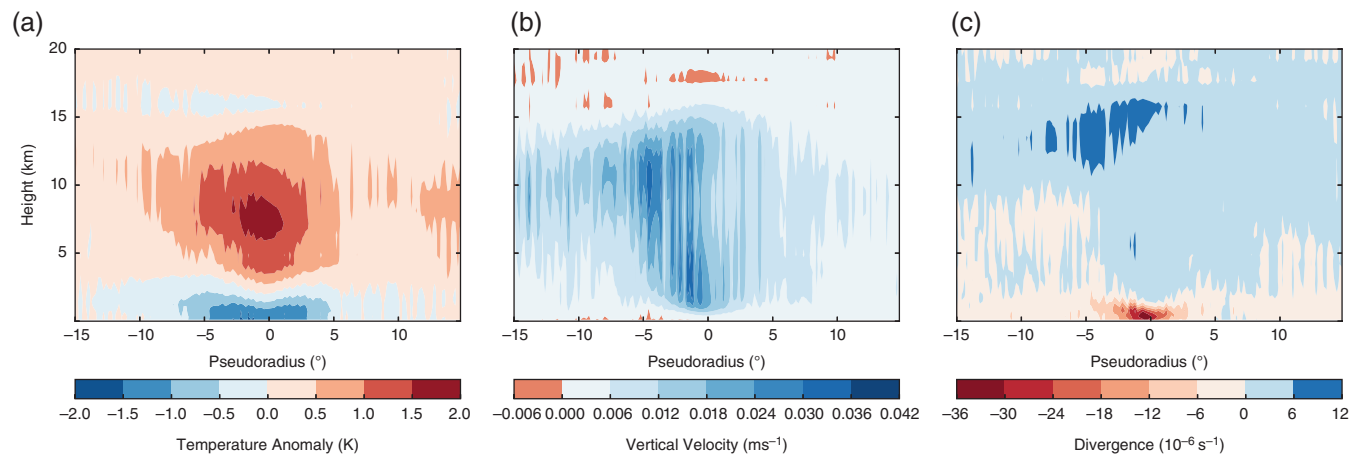 (a)
(b)
(c)
20
15
10
5
Height (km)
−15 −10 −5 0 5 10
−15 −10 −5 0 5 10
−15 −10 −5 0 5 10
Pseudoradius (°)
Pseudoradius (°)
Pseudoradius (°)
−2.0 −1.5 −1.0 −0.5 0.0 0.5 1.0 1.5 2.0
−0.006 0.000 0.006 0.012 0.018 0.024 0.030 0.036 0.042
−36 −30 −24 −18 −12 −6 0 6 12
Temperature Anomaly (K)
Vertical Velocity (ms⁻¹)
Divergence (10⁻⁶ s⁻¹)